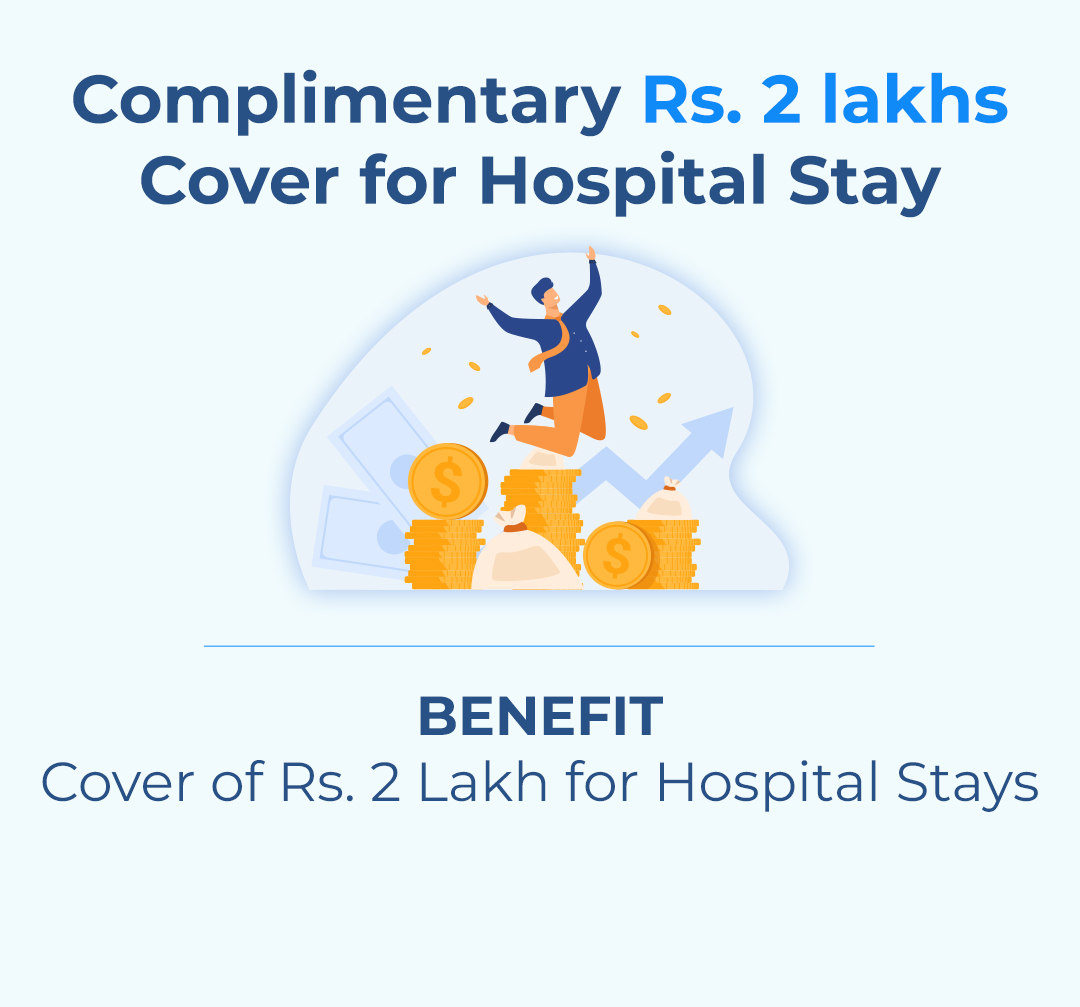 Complimentary Rs. 2 lakhs
Cover for Hospital Stay
$
$
BENEFIT
Cover of Rs. 2 Lakh for Hospital Stays